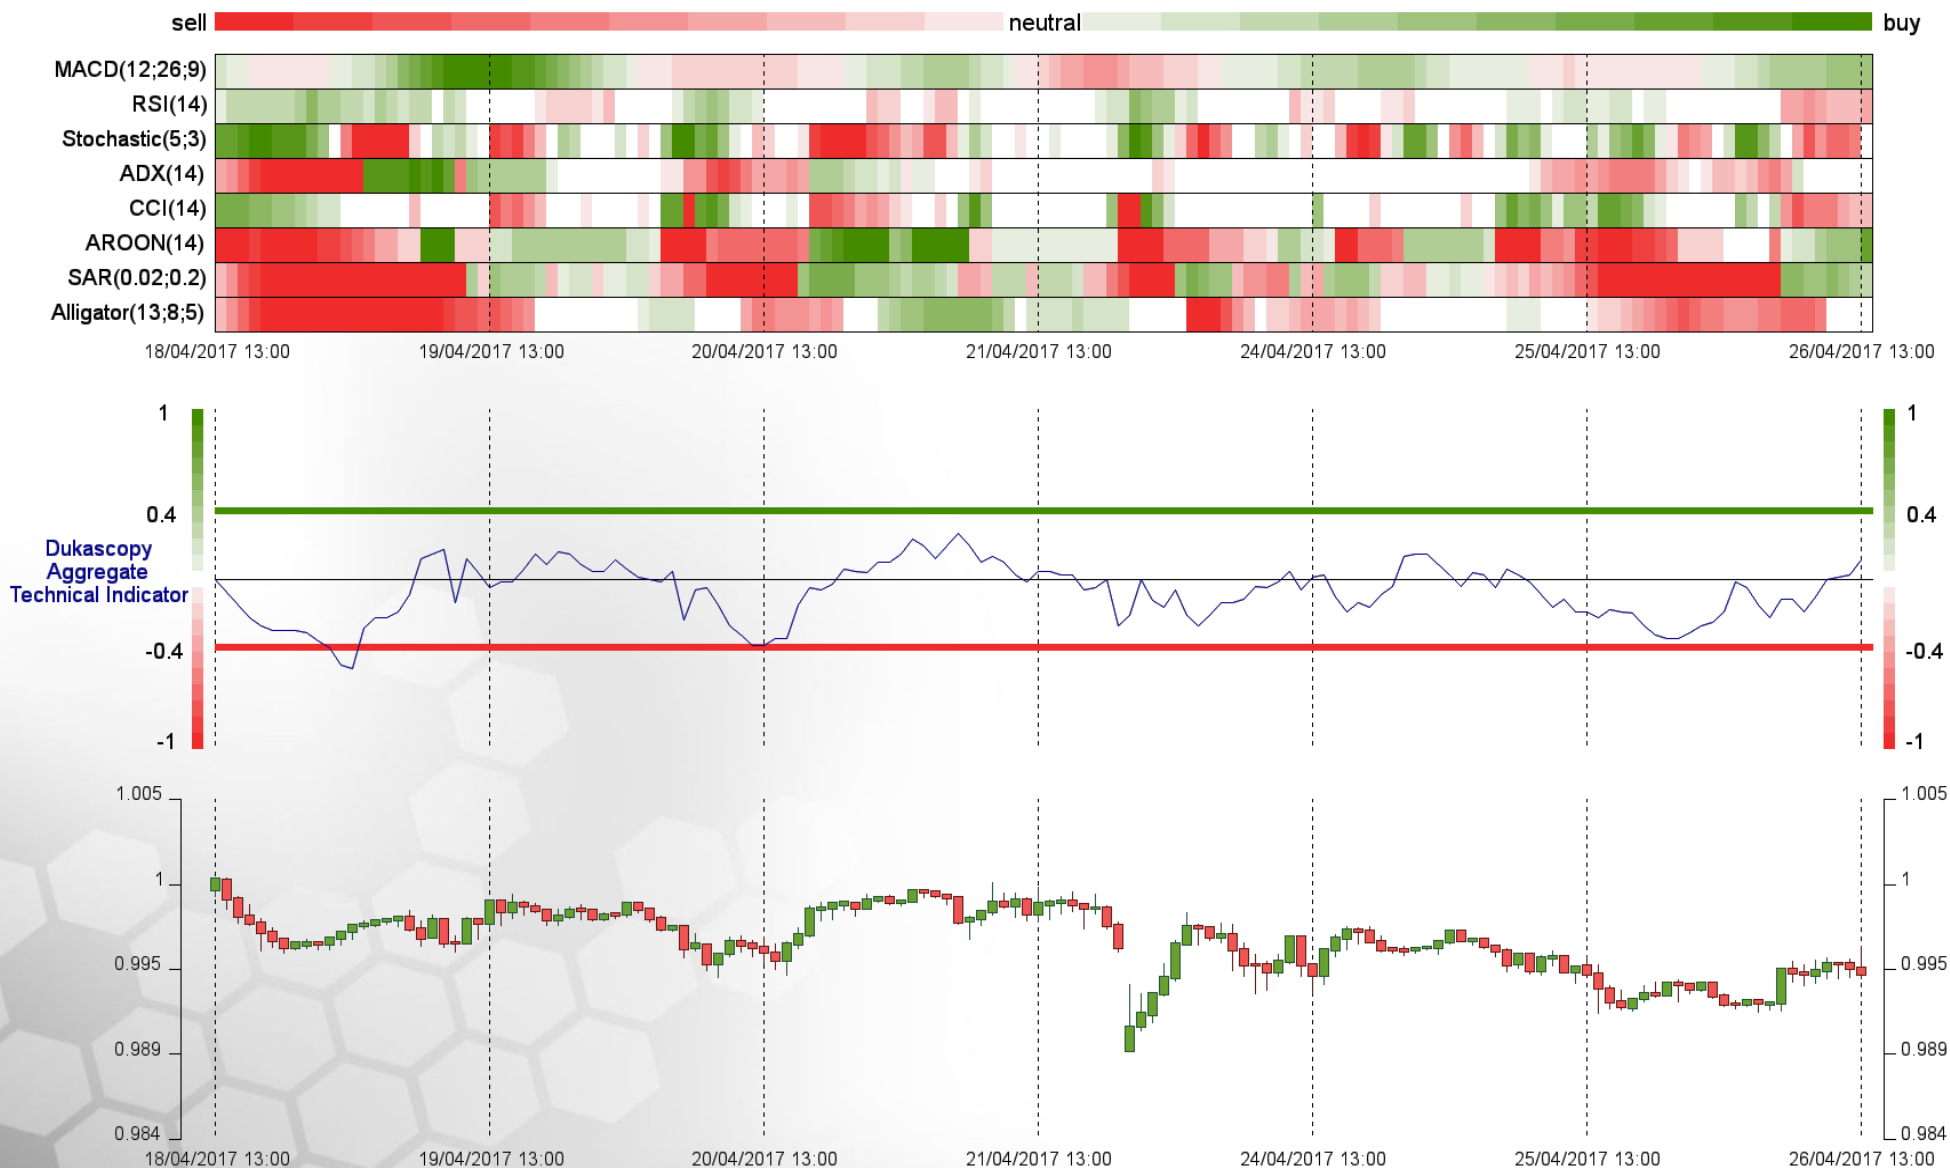 sell neutral buy
MACD(12;26;9)
RSI(14)
Stochastic(5;3)
ADX(14)
CCI(14)
AROON(14)
SAR(0.02;0.2)
Alligator(13;8;5)
18/04/2017 13:00 19/04/2017 13:00 20/04/2017 13:00 21/04/2017 13:00 24/04/2017 13:00 25/04/2017 13:00 26/04/2017 13:00
1 1
0.4 0.4
Dukascopy
Aggregate
Technical Indicator
-0.4 -0.4
-1 -1
1.005 1.005
1 1
0.995 0.995
0.989 0.989
0.984 0.984
18/04/2017 13:00 19/04/2017 13:00 20/04/2017 13:00 21/04/2017 13:00 24/04/2017 13:00 25/04/2017 13:00 26/04/2017 13:00